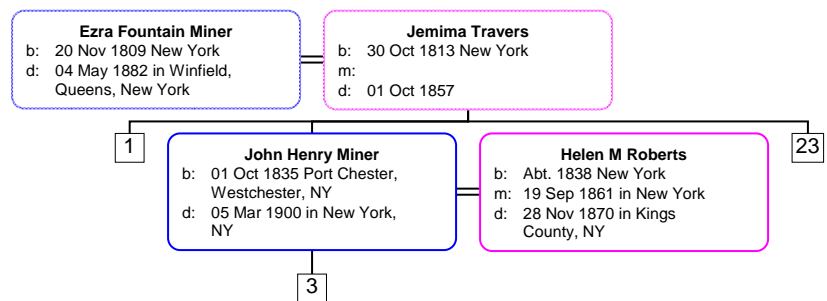 Ezra Fountain Miner
b: 20 Nov 1809 New York
d: 04 May 1882 in Winfield,
Queens, New York
Jemima Travers
b: 30 Oct 1813 New York
m:
d: 01 Oct 1857
1
23
John Henry Miner
b: 01 Oct 1835 Port Chester,
Westchester, NY
d: 05 Mar 1900 in New York,
NY
Helen M Roberts
b: Abt. 1838 New York
m: 19 Sep 1861 in New York
d: 28 Nov 1870 in Kings
County, NY
3